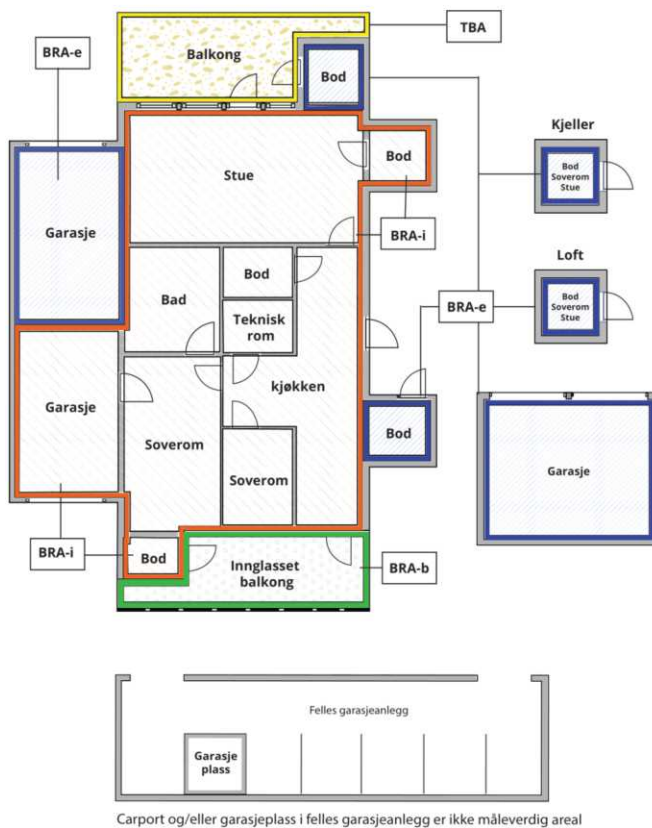 TBA
BRA-e
Balkong
Bod
Kjeller
Bod
Soverom
Stue
Stue
Bod
Garasje
BRA-i
Loft
Bod
Soverom
Stue
Bod
Bad
Teknisk
rom
BRA-e
Garasje
kjøkken
Soverom
Bod
Garasje
Soverom
BRA-i
Bod
Innglasset
balkong
BRA-b
Felles garasjeanlegg
Garasje
plass
Carport og/eller garasjeplass i felles garasjeanlegg er ikke måleverdig areal